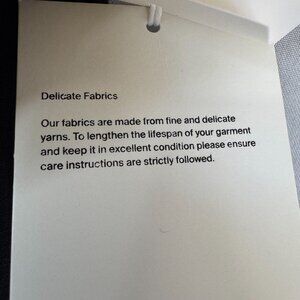 Delicate Fabrics
Our fabrics are made from fine and delicate
yarns. To lengthen the lifespan of your garment
and keep it in excellent condition please ensure
care instructions are strictly followed.